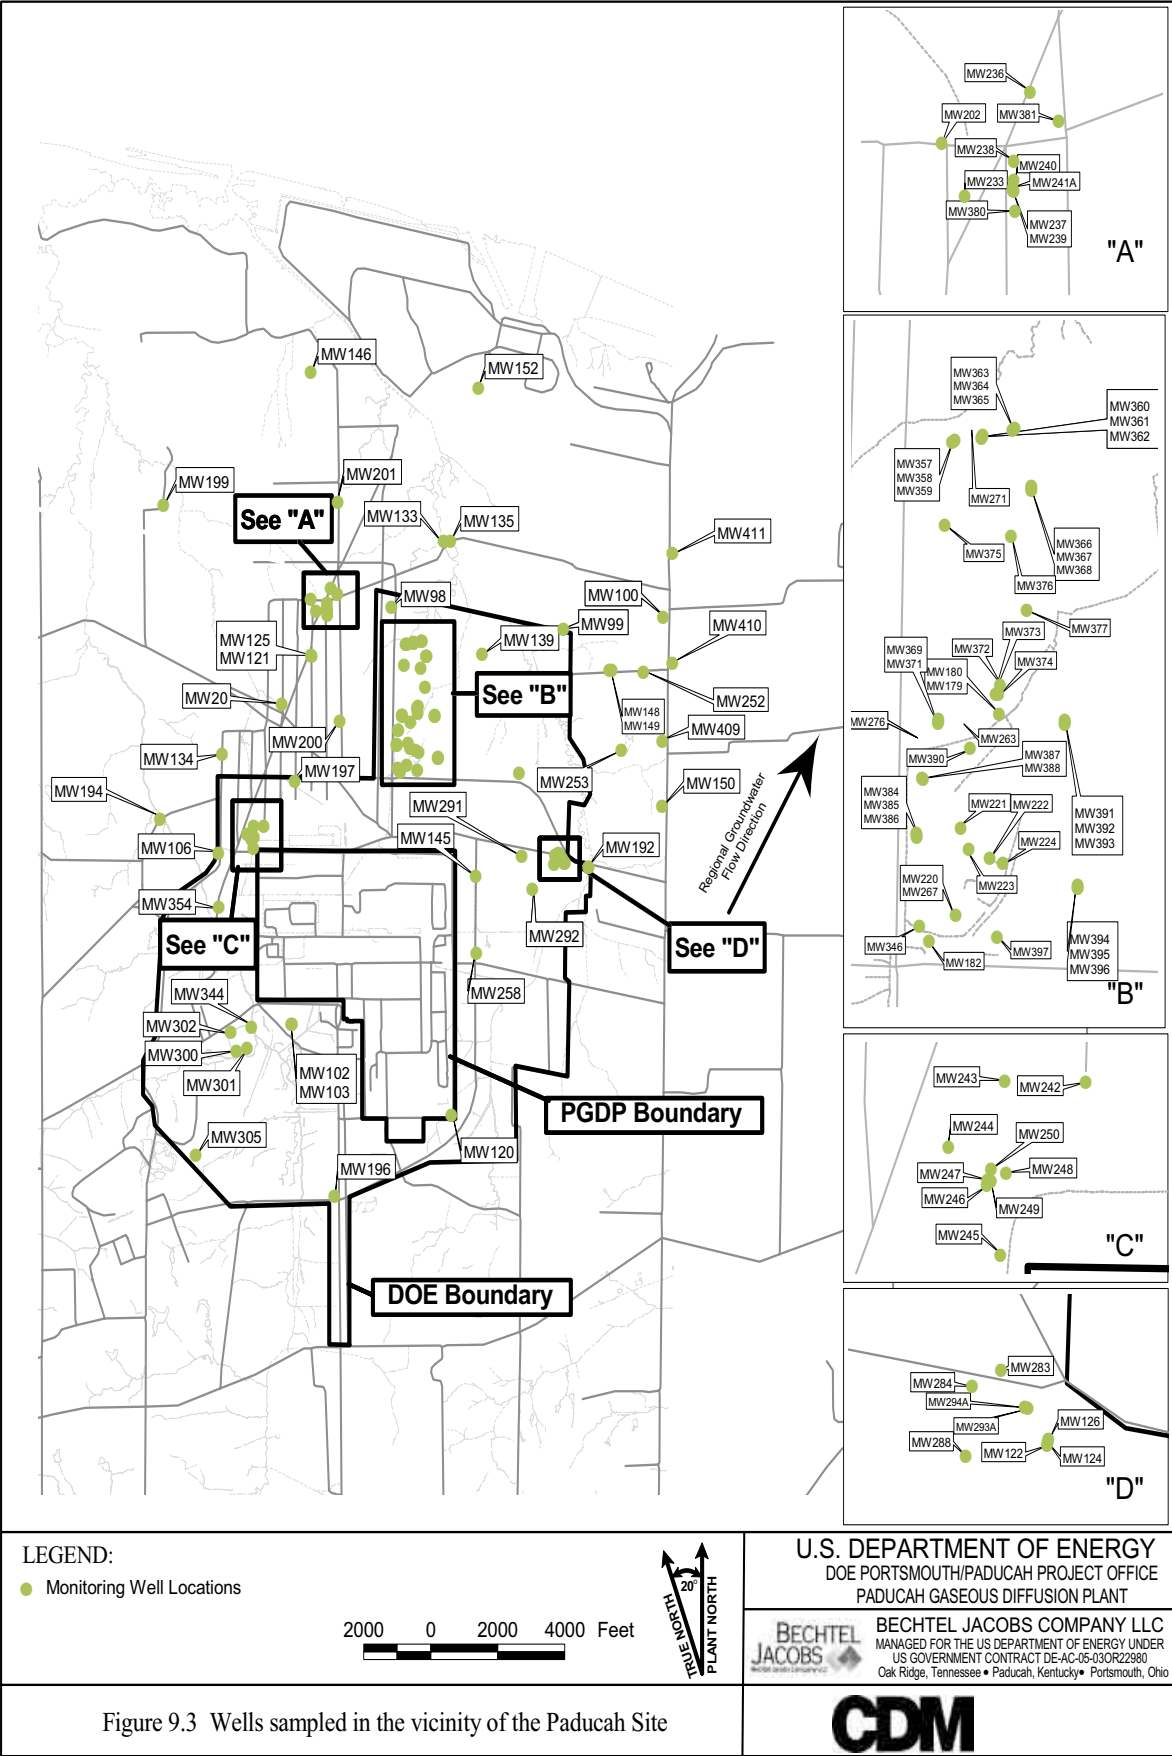 MW236
MW202
MW381
MW238
MW240
MW233
MW241A
MW380
MW237
MW239
"A"
MW146
MW152
MW199
MW201
See "A"
MW133
MW135
MW411
MW98
MW100
MW99
MW125
MW121
MW139
MW410
See "B"
MW20
MW252
MW148
MW149
MW200
MW409
MW134
MW197
MW253
MW194
MW291
MW150
MW145
MW106
MW192
Regional Groundwater
Flow Direction
MW354
See "C"
MW292
See "D"
MW344
MW258
MW302
MW300
MW301
MW102
MW103
PGDP Boundary
MW305
MW120
MW196
DOE Boundary
MW363
MW364
MW365
MW360
MW361
MW362
MW357
MW358
MW359
MW271
MW375
MW366
MW367
MW368
MW376
MW377
MW373
MW372
MW369
MW371
MW374
MW180
MW179
MW276
MW263
MW390
MW387
MW388
MW384
MW385
MW386
MW221
MW222
MW391
MW392
MW393
MW224
MW220
MW267
MW223
MW346
MW182
MW397
MW394
MW395
MW396
"B"
MW243
MW242
MW244
MW250
MW247
MW248
MW246
MW249
MW245
"C"
MW283
MW284
MW294A
MW293A
MW126
MW288
MW122
MW124
"D"
LEGEND:
Monitoring Well Locations
2000 0 2000 4000 Feet
20°
TRUE NORTH
PLANT NORTH
U.S. DEPARTMENT OF ENERGY
DOE PORTSMOUTH/PADUCAH PROJECT OFFICE
PADUCAH GASEOUS DIFFUSION PLANT
BECHTEL
JACOBS
BECHTEL JACOBS COMPANY LLC
MANAGED FOR THE US DEPARTMENT OF ENERGY UNDER
US GOVERNMENT CONTRACT DE-AC-05-03OR22980
Oak Ridge, Tennessee • Paducah, Kentucky • Portsmouth, Ohio
Figure 9.3 Wells sampled in the vicinity of the Paducah Site
CDM